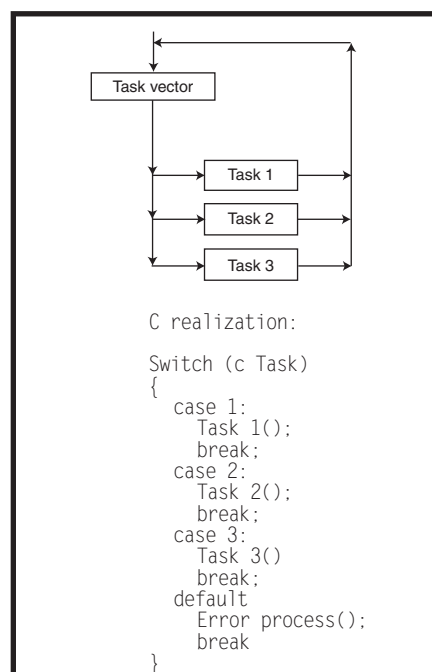 Task vector
Task 1
Task 2
Task 3
C realization:
Switch (c Task)
{
case 1:
Task 1();
break;
case 2:
Task 2();
break;
case 3:
Task 3()
break;
default
Error process();
break
}